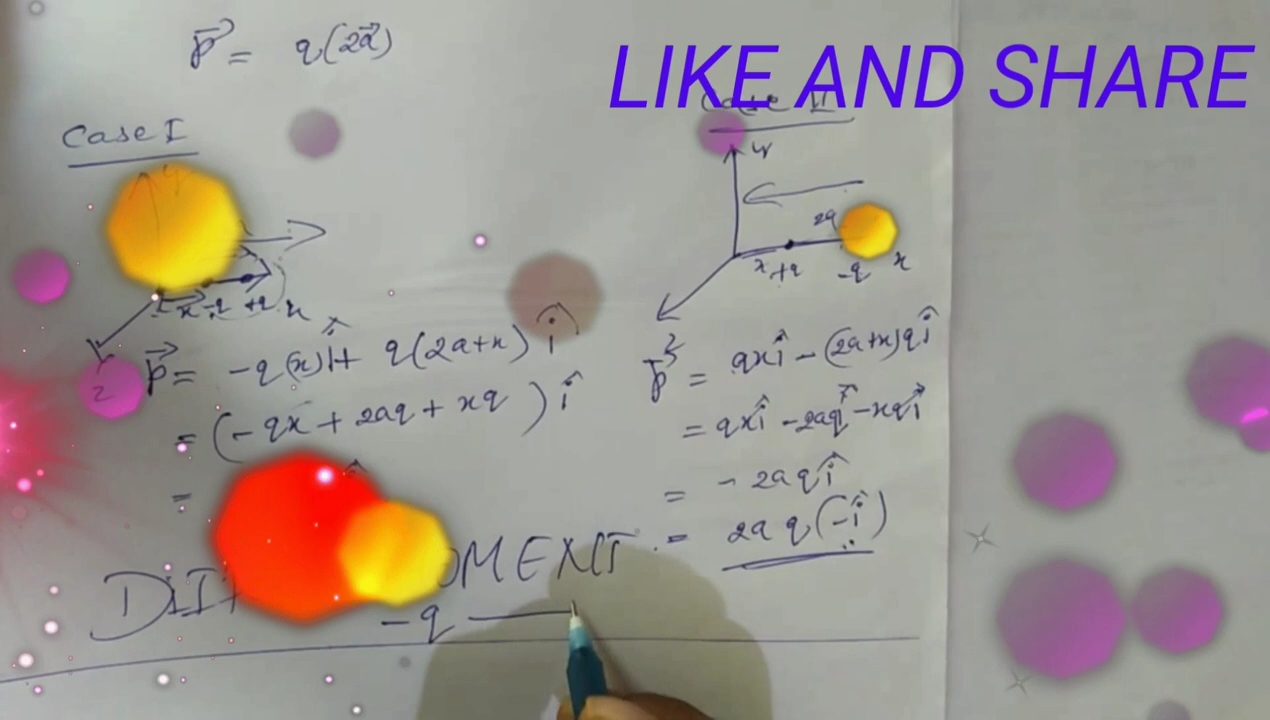 p⃗ = q(2a⃗)
LIKE AND SHARE
Case I
Case II
y
2a
x -q +q x
x +q -q x
z
p⃗ = -q(x)î + q(2a+x) î
= (-qx + 2aq + xq) î
=
p⃗ = qxî - (2a+x)qî
= qxî - 2aqî - xqî
= - 2aqî
= 2aq(-î)
-q